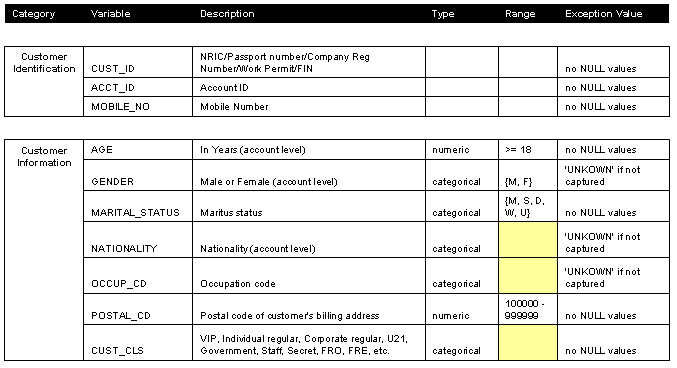 Category Variable Description Type Range Exception Value
Customer
Identification
CUST_ID
NRIC/Passport number/Company Reg
Number/Work Permit/FIN
no NULL values
ACCT_ID Account ID no NULL values
MOBILE_NO Mobile Number no NULL values
Customer
Information
AGE In Years (account level) numeric >= 18 no NULL values
GENDER Male or Female (account level) categorical {M, F}
'UNKOWN' if not
captured
MARITAL_STATUS Maritus status categorical
{M, S, D,
W, U}
no NULL values
NATIONALITY Nationality (account level) categorical
'UNKOWN' if not
captured
OCCUP_CD Occupation code categorical
'UNKOWN' if not
captured
POSTAL_CD Postal code of customer's billing address numeric
100000 -
999999
no NULL values
CUST_CLS
VIP, Individual regular, Corporate regular, U21,
Government, Staff, Secret, FRO, FRE, etc.
categorical no NULL values